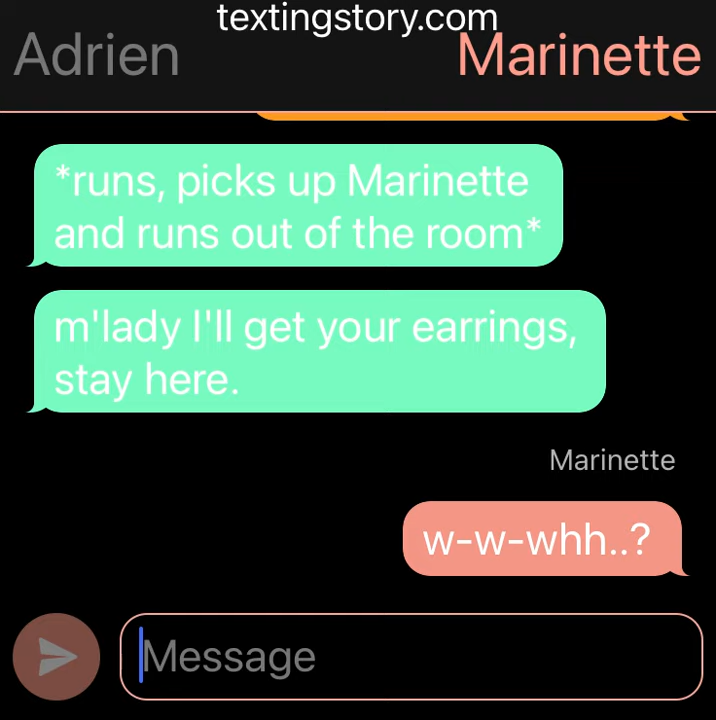 textingstory.com
Adrien
Marinette
*runs, picks up Marinette
and runs out of the room*
m'lady I'll get your earrings,
stay here.
Marinette
w-w-whh..?
Message